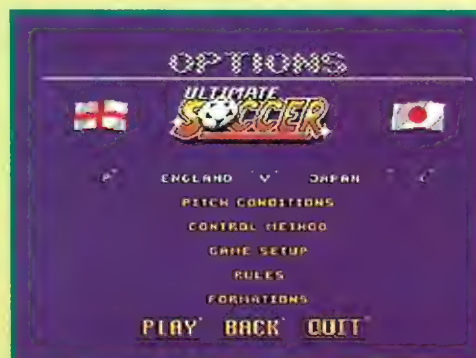 OPTIONS
ULTIMATE
SOCCER
P ENGLAND V JAPAN C
PITCH CONDITIONS
CONTROL METHOD
GAME SETUP
RULES
FORMATIONS
PLAY BACK QUIT